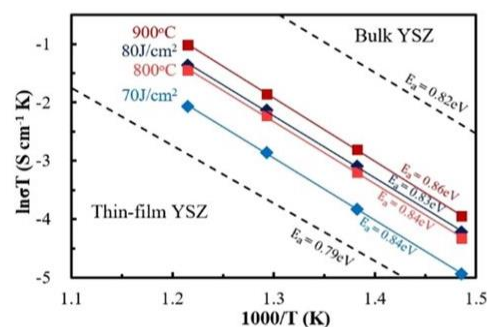 900°C
80J/cm²
800°C
70J/cm²
Bulk YSZ
Eₐ = 0.82eV
Eₐ = 0.86eV
Eₐ = 0.83eV
Eₐ = 0.84eV
Eₐ = 0.84eV
Eₐ = 0.79eV
Thin-film YSZ
lnσT (S cm⁻¹ K)
-1
-2
-3
-4
-5
1.1 1.2 1.3 1.4 1.5
1000/T (K)